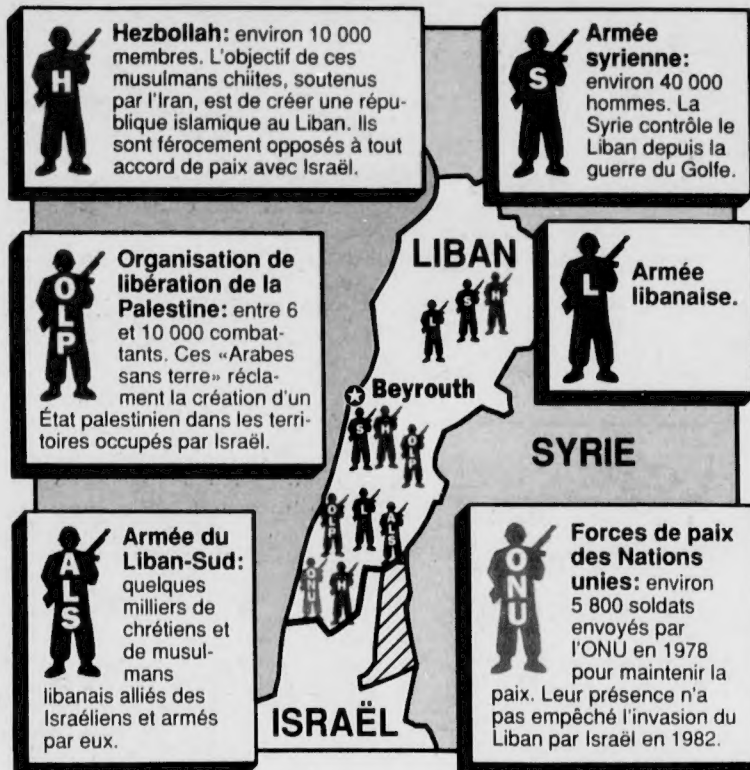 H
Hezbollah: environ 10 000
membres. L'objectif de ces
musulmans chiites, soutenus
par l'Iran, est de créer une répu-
blique islamique au Liban. Ils
sont férocement opposés à tout
accord de paix avec Israël.
S
Armée
syrienne:
environ 40 000
hommes. La
Syrie contrôle le
Liban depuis la
guerre du Golfe.
OLP
Organisation de
libération de la
Palestine: entre 6
et 10 000 combat-
tants. Ces «Arabes
sans terre» récla-
ment la création d'un
État palestinien dans les terri-
toires occupés par Israël.
L
Armée
libanaise.
LIBAN
L S H
Beyrouth
S H OLP
SYRIE
OLP L ALS
ONU H
ISRAËL
ALS
Armée du
Liban-Sud:
quelques
milliers de
chrétiens et
de musul-
mans
libanais alliés des
Israéliens et armés
par eux.
ONU
Forces de paix
des Nations
unies: environ
5 800 soldats
envoyés par
l'ONU en 1978
pour maintenir la
paix. Leur présence n'a
pas empêché l'invasion du
Liban par Israël en 1982.